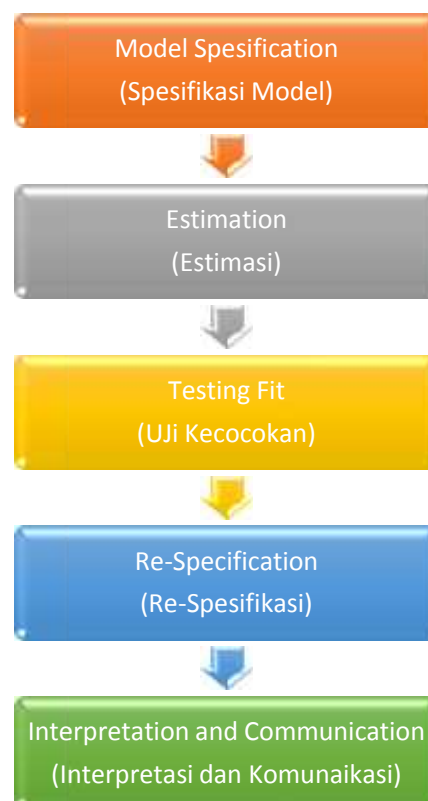 Model Spesification
(Spesifikasi Model)
Estimation
(Estimasi)
Testing Fit
(UJi Kecocokan)
Re-Specification
(Re-Spesifikasi)
Interpretation and Communication
(Interpretasi dan Komunaikasi)